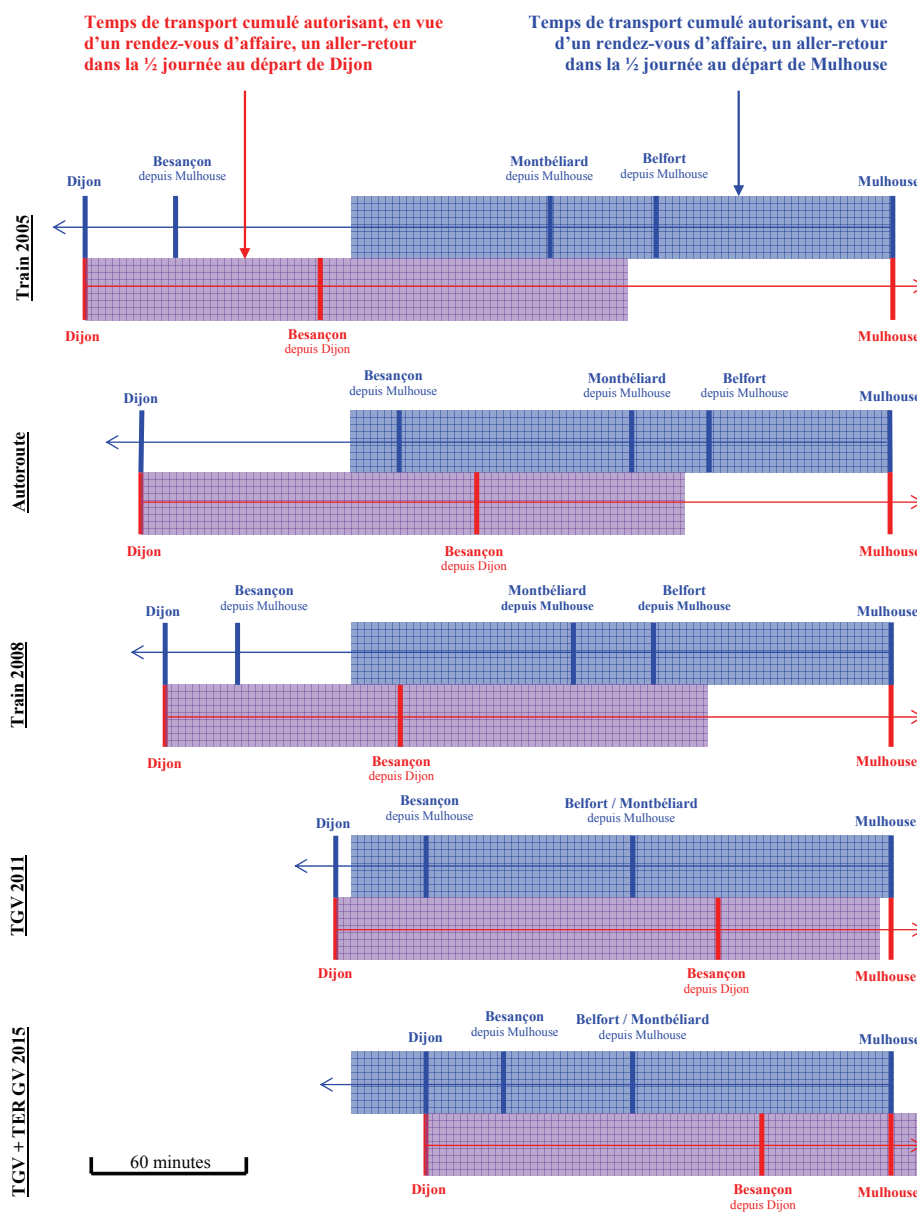 Temps de transport cumulé autorisant, en vue
d'un rendez-vous d'affaire, un aller-retour
dans la ½ journée au départ de Dijon
Temps de transport cumulé autorisant, en vue
d'un rendez-vous d'affaire, un aller-retour
dans la ½ journée au départ de Mulhouse
Train 2005
Dijon
Besançon
depuis Mulhouse
Montbéliard
depuis Mulhouse
Belfort
depuis Mulhouse
Mulhouse
Dijon
Besançon
depuis Dijon
Mulhouse
Autoroute
Dijon
Besançon
depuis Mulhouse
Montbéliard
depuis Mulhouse
Belfort
depuis Mulhouse
Mulhouse
Dijon
Besançon
depuis Dijon
Mulhouse
Train 2008
Dijon
Besançon
depuis Mulhouse
Montbéliard
depuis Mulhouse
Belfort
depuis Mulhouse
Mulhouse
Dijon
Besançon
depuis Dijon
Mulhouse
TGV 2011
Dijon
Besançon
depuis Mulhouse
Belfort / Montbéliard
depuis Mulhouse
Mulhouse
Dijon
Besançon
depuis Dijon
Mulhouse
TGV + TER GV 2015
Dijon
Besançon
depuis Mulhouse
Belfort / Montbéliard
depuis Mulhouse
Mulhouse
60 minutes
Dijon
Besançon
depuis Dijon
Mulhouse